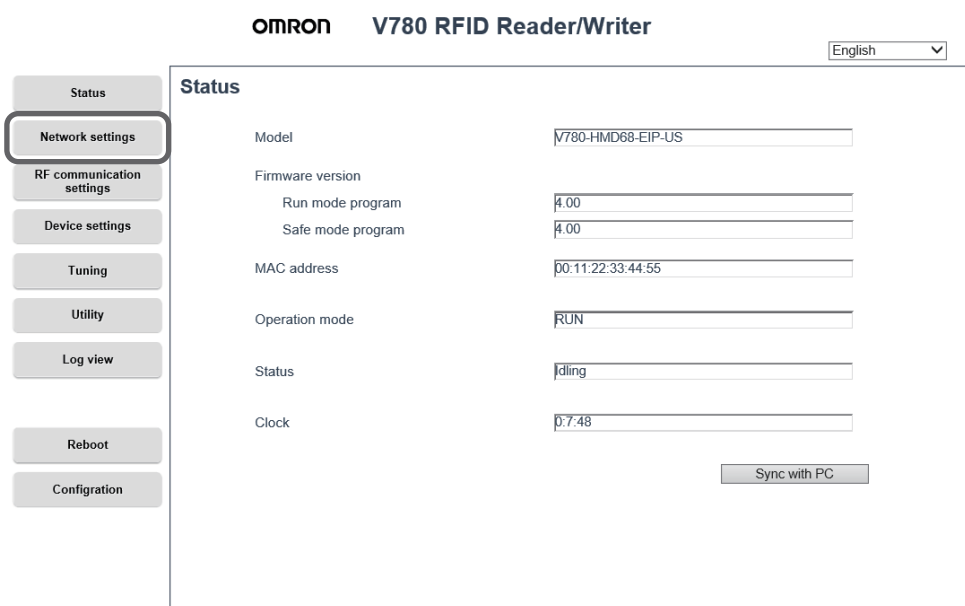 OMRON V780 RFID Reader/Writer
English
Status
Network settings
RF communication
settings
Device settings
Tuning
Utility
Log view
Reboot
Configration
Status
Model V780-HMD68-EIP-US
Firmware version
Run mode program 4.00
Safe mode program 4.00
MAC address 00:11:22:33:44:55
Operation mode RUN
Status Idling
Clock 0:7:48
Sync with PC